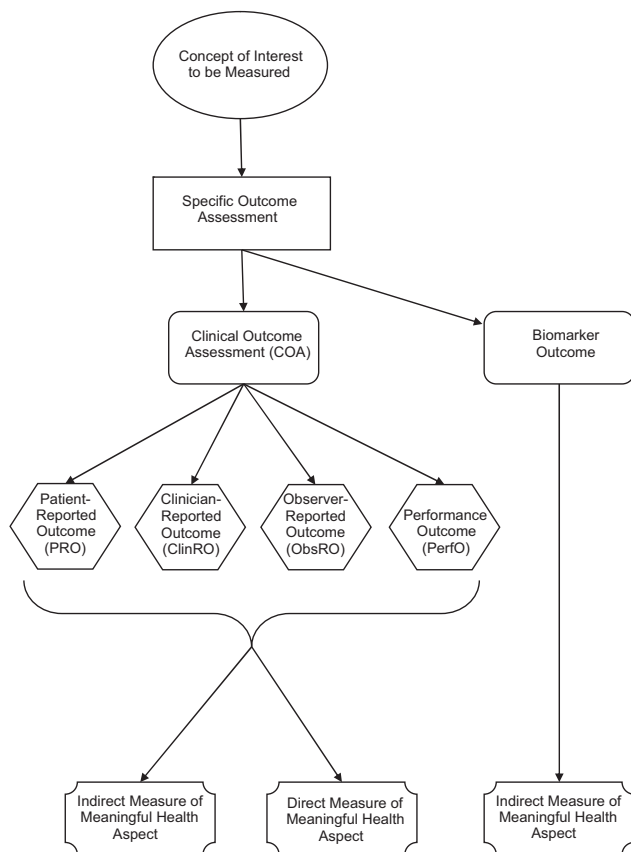 Concept of Interest
to be Measured
Specific Outcome
Assessment
Clinical Outcome
Assessment (COA)
Biomarker
Outcome
Patient-
Reported
Outcome
(PRO)
Clinician-
Reported
Outcome
(ClinRO)
Observer-
Reported
Outcome
(ObsRO)
Performance
Outcome
(PerfO)
Indirect Measure of
Meaningful Health
Aspect
Direct Measure of
Meaningful Health
Aspect
Indirect Measure of
Meaningful Health
Aspect